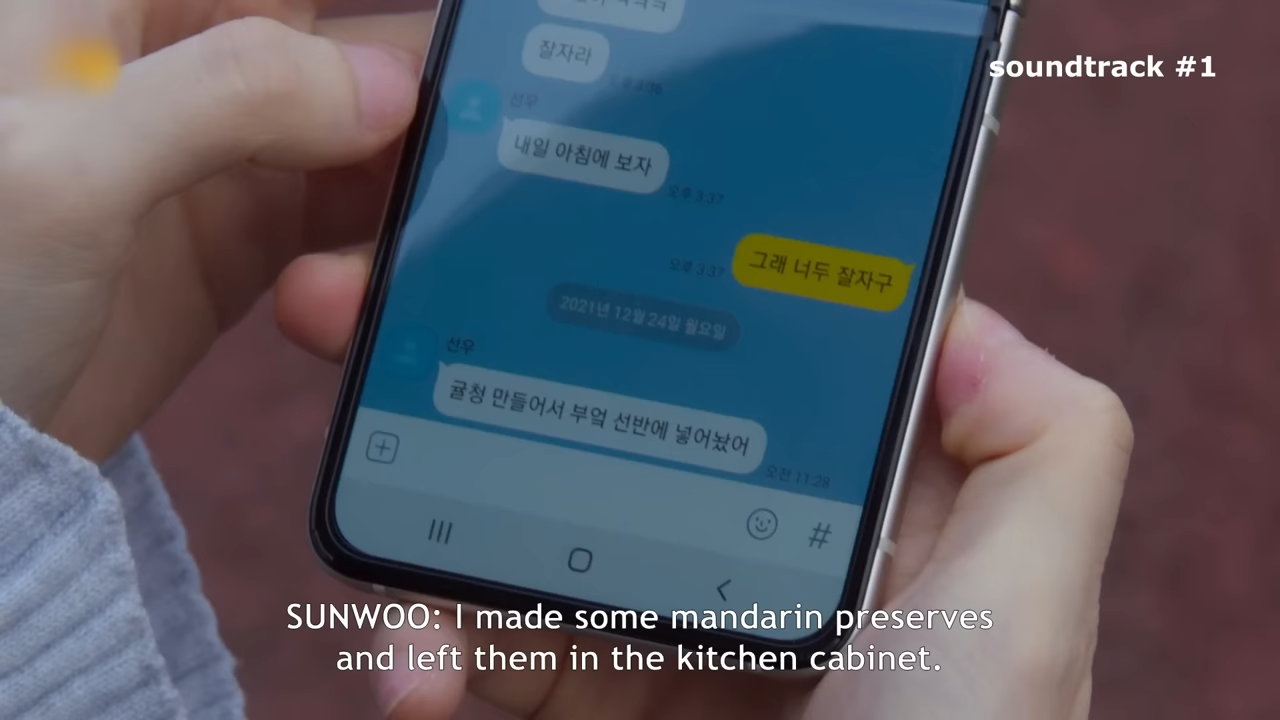 soundtrack #1
잘자라
선우
내일 아침에 보자
오후 3:37
그래 너두 잘자구
오후 3:37
2021년 12월 24일 월요일
선우
귤청 만들어서 부엌 선반에 넣어놨어
오전 11:28
#
SUNWOO: I made some mandarin preserves
and left them in the kitchen cabinet.